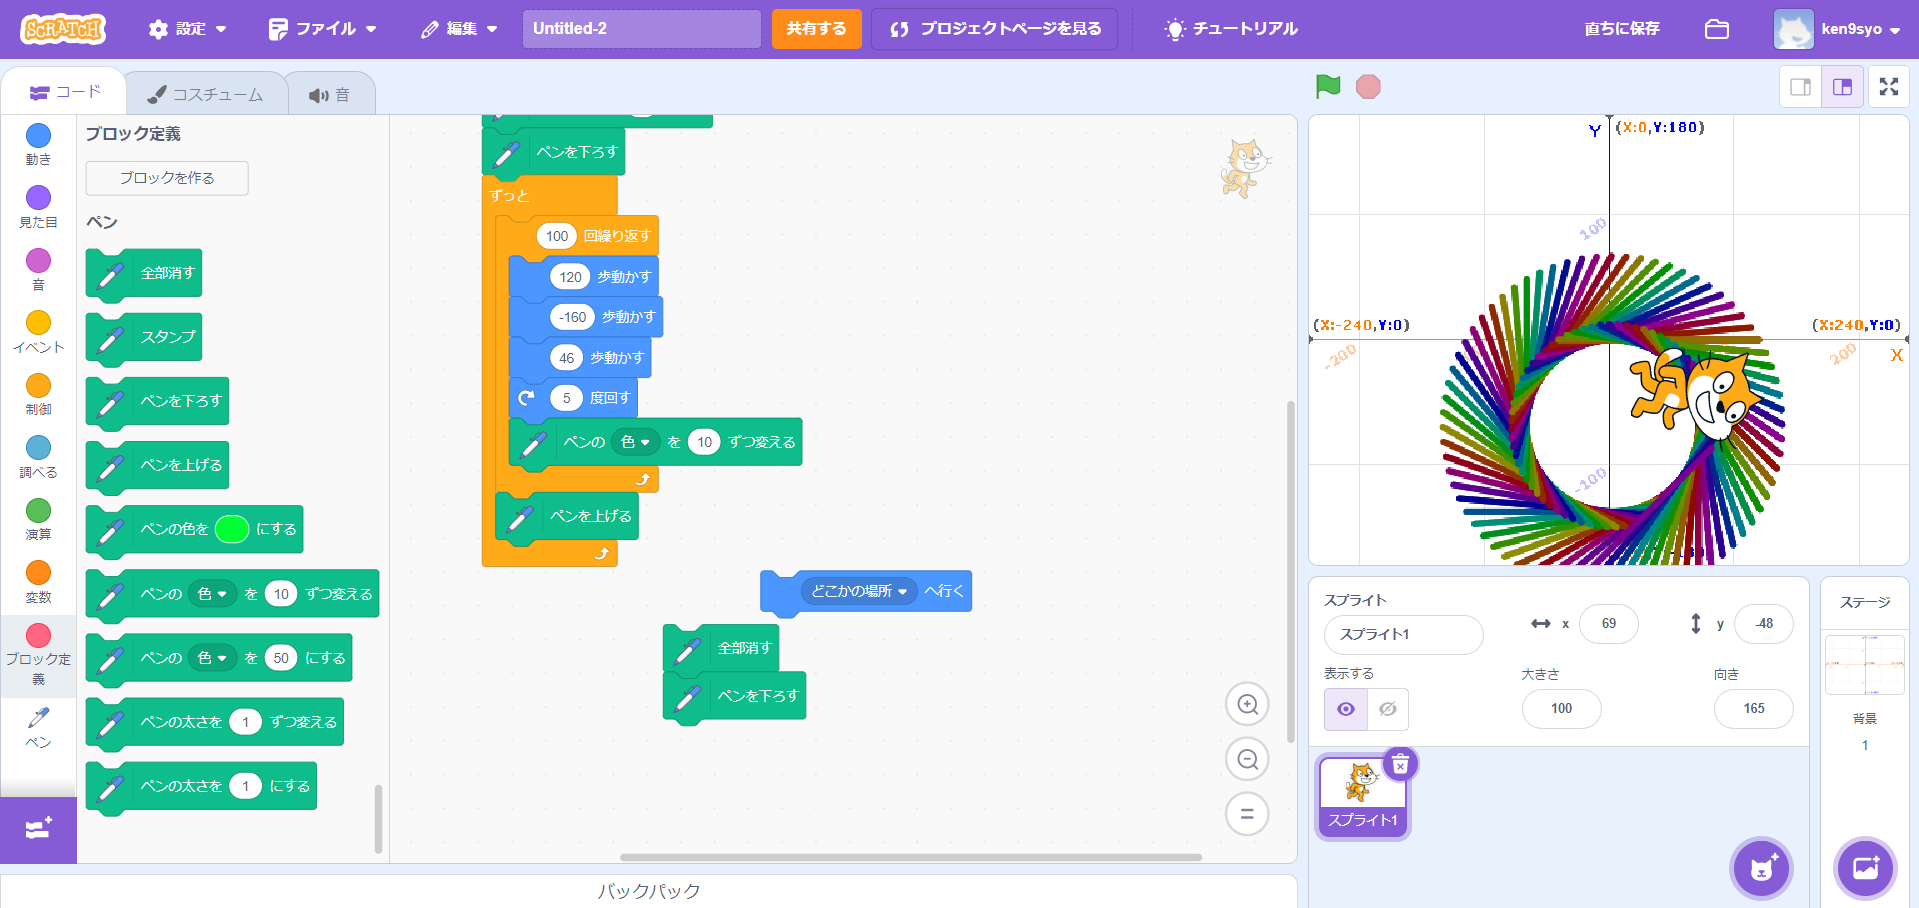 SCRATCH
設定
ファイル
編集
Untitled-2
共有する
プロジェクトページを見る
チュートリアル
直ちに保存
ken9syo
コード
コスチューム
音
動き
見た目
音
イベント
制御
調べる
演算
変数
ブロック定
義
ペン
ブロック定義
ブロックを作る
ペン
全部消す
スタンプ
ペンを下ろす
ペンを上げる
ペンの色を にする
ペンの 色 を 10 ずつ変える
ペンの 色 を 50 にする
ペンの太さを 1 ずつ変える
ペンの太さを 1 にする
ペンを下ろす
ずっと
100 回繰り返す
120 歩動かす
-160 歩動かす
46 歩動かす
5 度回す
ペンの 色 を 10 ずつ変える
ペンを上げる
どこかの場所 へ行く
全部消す
ペンを下ろす
バックパック
Y (X:0,Y:180)
100
(X:-240,Y:0)
(X:240,Y:0)
-200
200
X
-100
スプライト
スプライト1
x 69
y -48
表示する
大きさ
100
向き
165
スプライト1
ステージ
背景
1